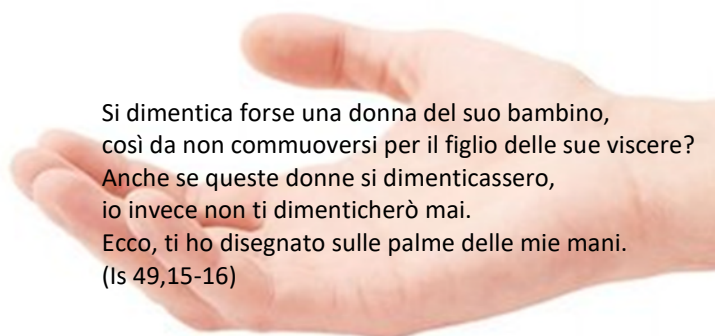 Si dimentica forse una donna del suo bambino,
così da non commuoversi per il figlio delle sue viscere?
Anche se queste donne si dimenticassero,
io invece non ti dimenticherò mai.
Ecco, ti ho disegnato sulle palme delle mie mani.
(Is 49,15-16)